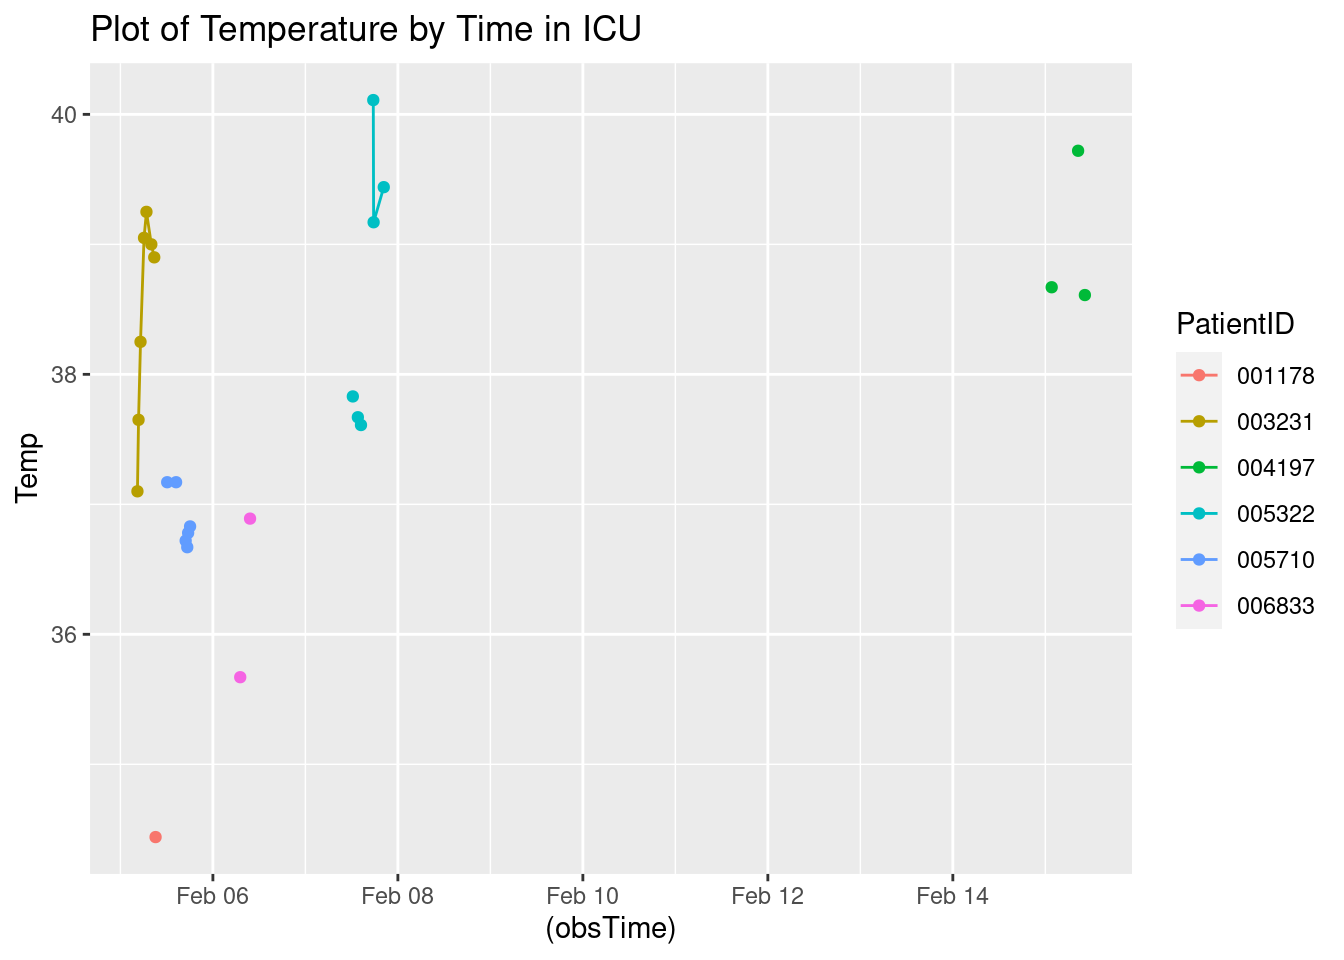 Plot of Temperature by Time in ICU
Temp
40
38
36
Feb 06
Feb 08
Feb 10
Feb 12
Feb 14
(obsTime)
PatientID
001178
003231
004197
005322
005710
006833